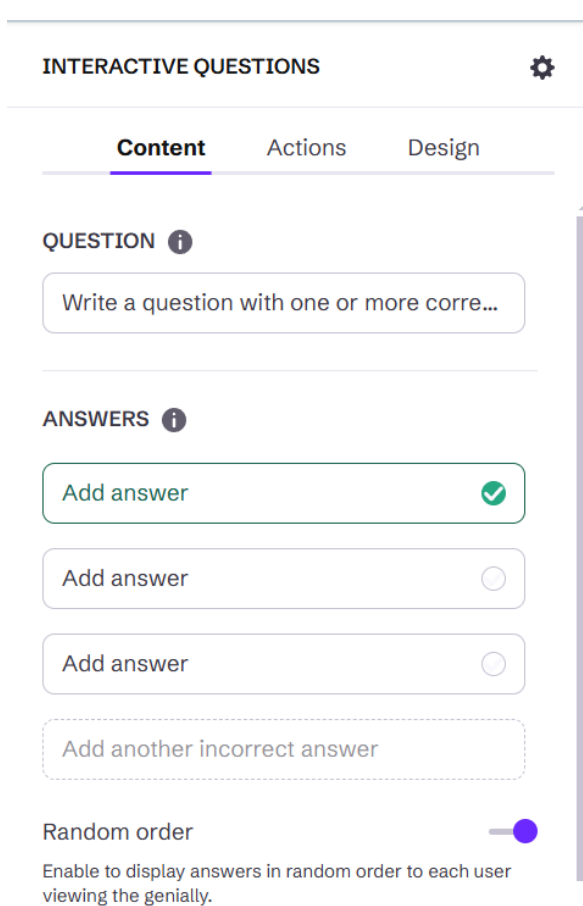 INTERACTIVE QUESTIONS
Content Actions Design
QUESTION
Write a question with one or more corre...
ANSWERS
Add answer
Add answer
Add answer
Add another incorrect answer
Random order
Enable to display answers in random order to each user
viewing the genially.